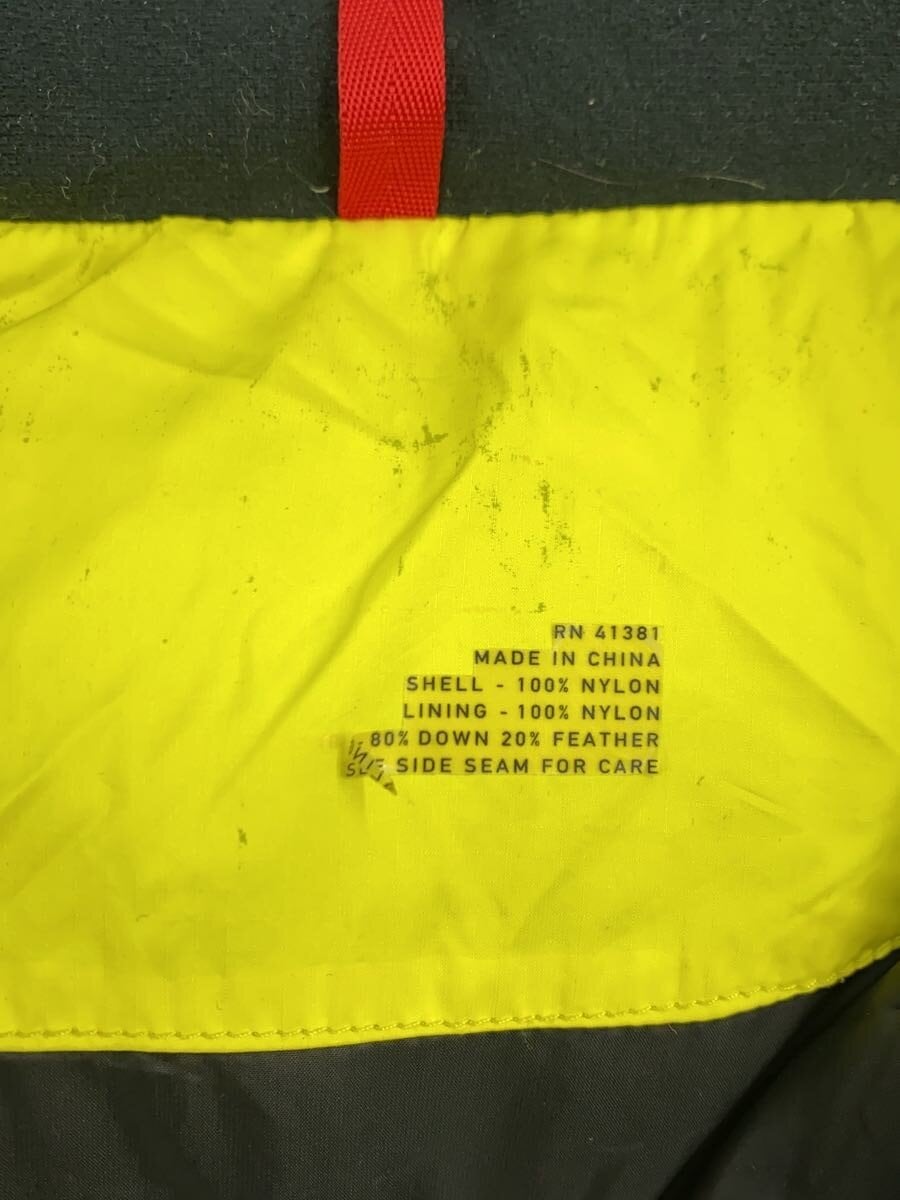 RN 41381
MADE IN CHINA
SHELL - 100% NYLON
LINING - 100% NYLON
80% DOWN 20% FEATHER
SIDE SEAM FOR CARE